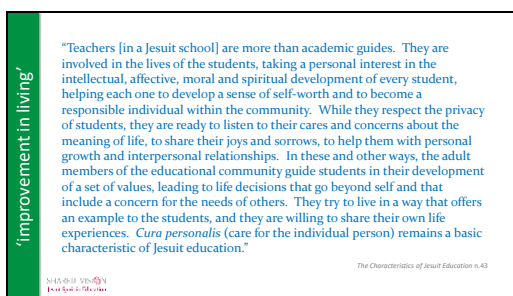 'improvement in living'
“Teachers [in a Jesuit school] are more than academic guides. They are
involved in the lives of the students, taking a personal interest in the
intellectual, affective, moral and spiritual development of every student,
helping each one to develop a sense of self-worth and to become a
responsible individual within the community. While they respect the privacy
of students, they are ready to listen to their cares and concerns about the
meaning of life, to share their joys and sorrows, to help them with personal
growth and interpersonal relationships. In these and other ways, the adult
members of the educational community guide students in their development
of a set of values, leading to life decisions that go beyond self and that
include a concern for the needs of others. They try to live in a way that offers
an example to the students, and they are willing to share their own life
experiences. Cura personalis (care for the individual person) remains a basic
characteristic of Jesuit education.”
The Characteristics of Jesuit Education n.43
SHARED VISION